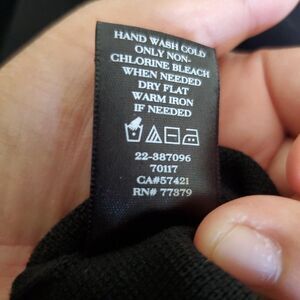 HAND WASH COLD
ONLY NON-
CHLORINE BLEACH
WHEN NEEDED
DRY FLAT
WARM IRON
IF NEEDED
22-387096
70117
CA#57421
RN# 77379